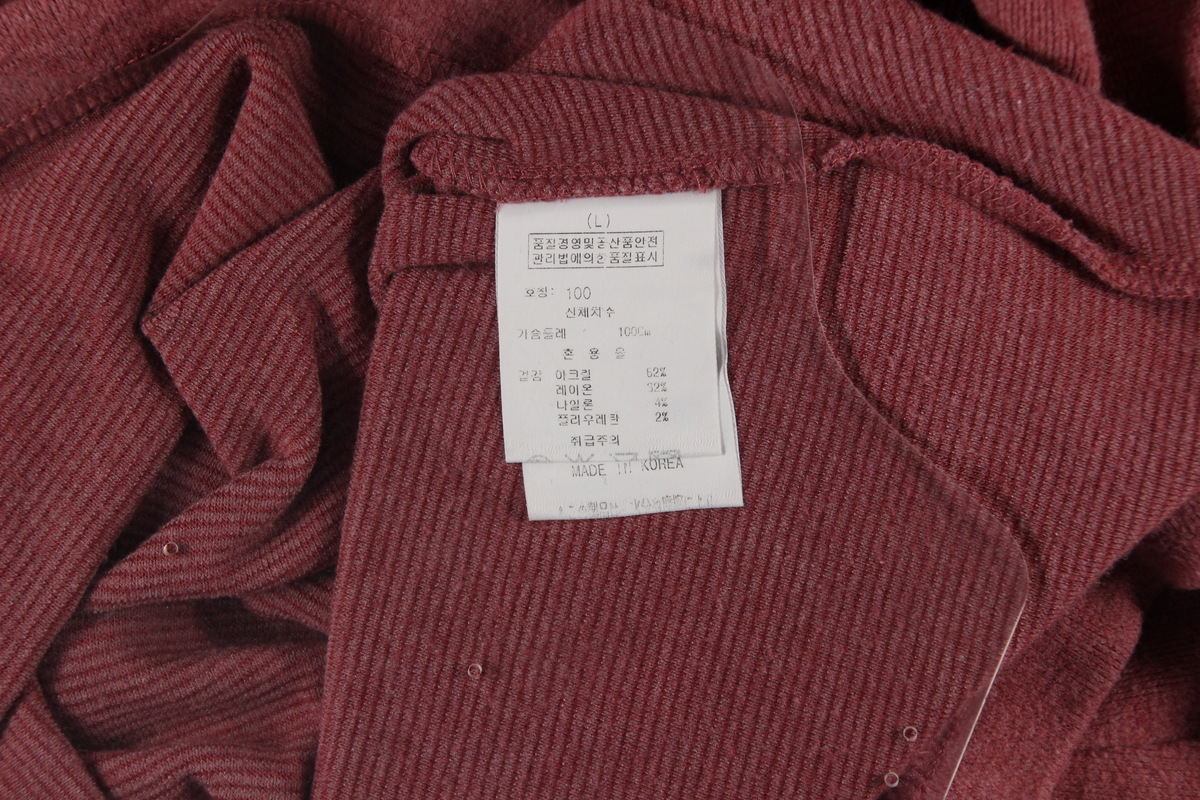 (L)
품질경영및공산품안전
관리법에의한 품질표시
호칭: 100
신체치수
가슴둘레 100Cm
혼 용 율
겉감 아크릴 62%
레이온 32%
나일론 4%
폴리우레탄 2%
취급주의
MADE IN KOREA